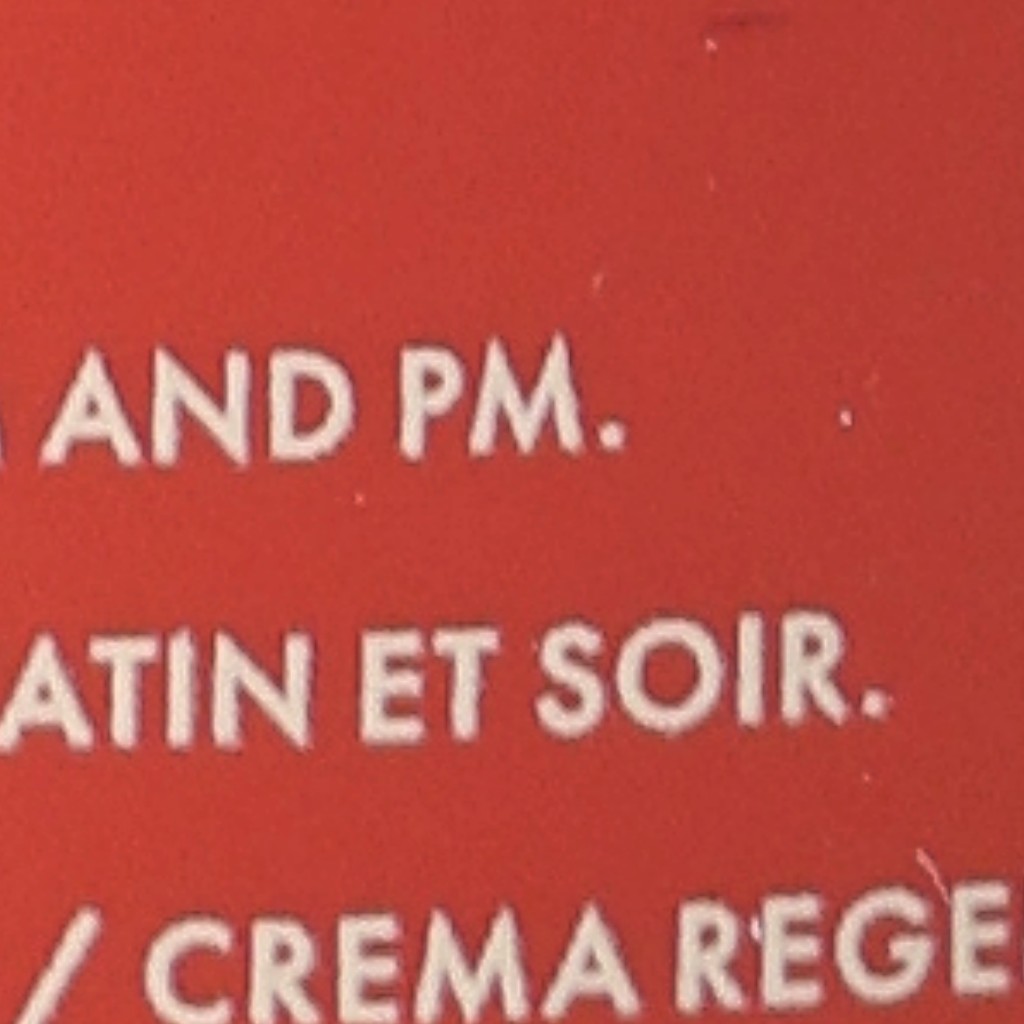 AND PM.
ATIN ET SOIR.
/ CREMA REGE